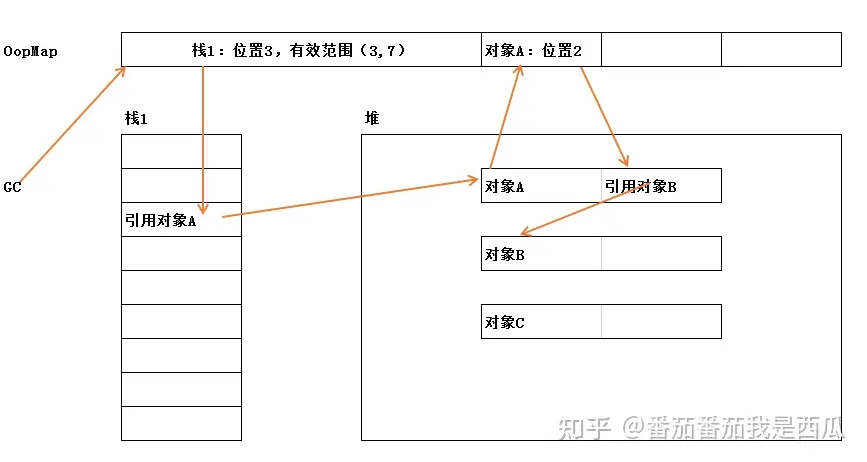 OopMap
栈1：位置3，有效范围（3,7）
对象A：位置2
栈1
堆
GC
对象A
引用对象B
引用对象A
对象B
对象C
知乎 @番茄番茄我是西瓜